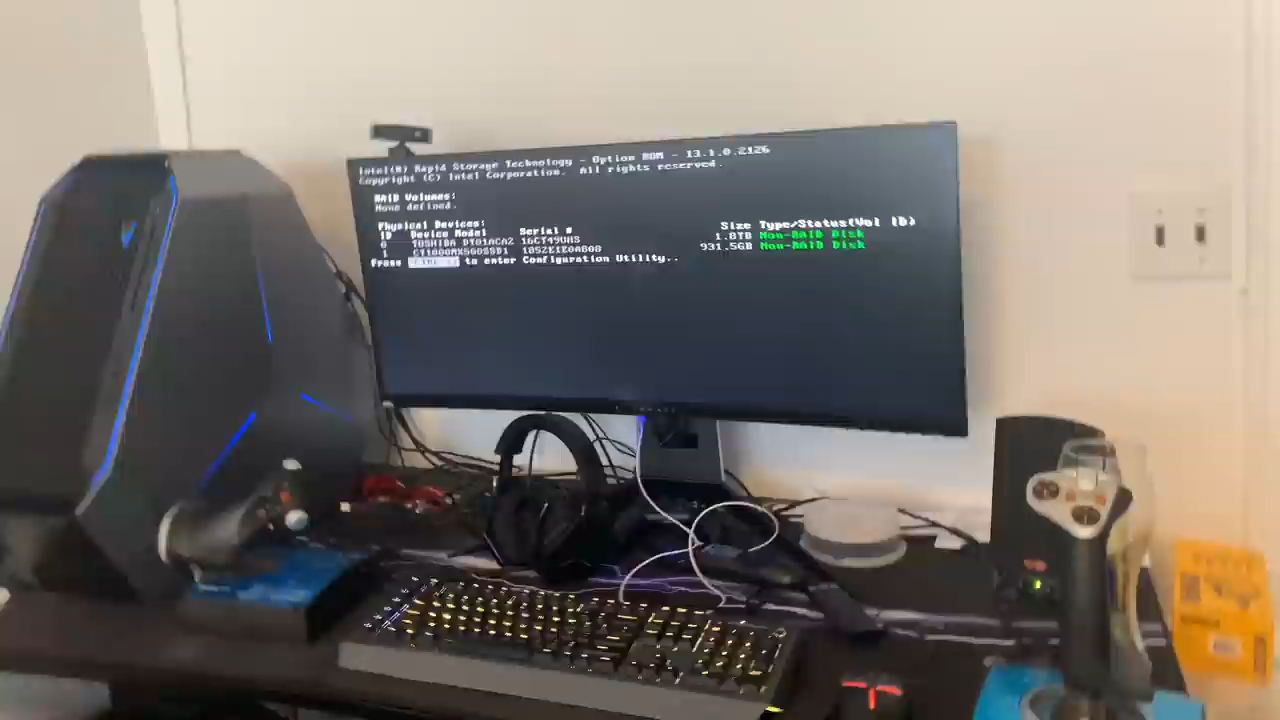 Intel(R) Rapid Storage Technology - Option ROM - 13.1.0.2126
Copyright (C) Intel Corporation. All rights reserved.
RAID Volumes:
None defined.
Physical Devices:
ID Device Model Serial # Size Type/Status(Vol ID)
0 TOSHIBA DT01ACA2 1.8TB Non-RAID Disk
1 CT1000MX500SSD1 931.5GB Non-RAID Disk
Press to enter Configuration Utility..